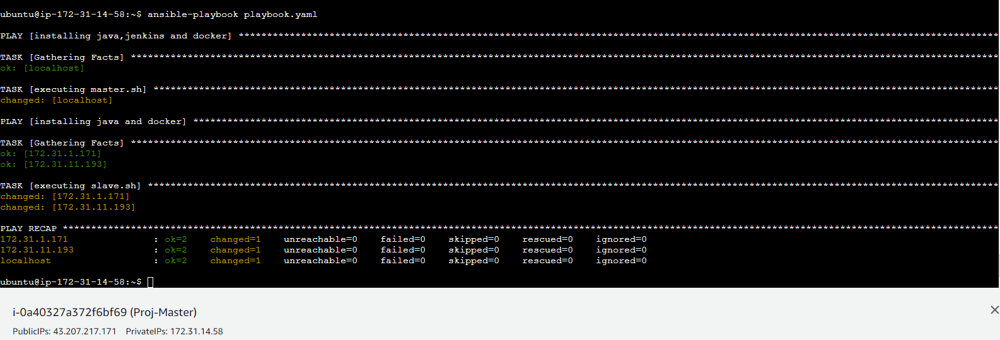 ubuntu@ip-172-31-14-58:~$ ansible-playbook playbook.yaml
PLAY [installing java,jenkins and docker] **************************************************************************************************************************************
TASK [Gathering Facts] *********************************************************************************************************************************************************
ok: [localhost]
TASK [executing master.sh] *****************************************************************************************************************************************************
changed: [localhost]
PLAY [installing java and docker] **********************************************************************************************************************************************
TASK [Gathering Facts] *********************************************************************************************************************************************************
ok: [172.31.1.171]
ok: [172.31.11.193]
TASK [executing slave.sh] ******************************************************************************************************************************************************
changed: [172.31.1.171]
changed: [172.31.11.193]
PLAY RECAP *********************************************************************************************************************************************************************
172.31.1.171               : ok=2    changed=1    unreachable=0    failed=0    skipped=0    rescued=0    ignored=0
172.31.11.193              : ok=2    changed=1    unreachable=0    failed=0    skipped=0    rescued=0    ignored=0
localhost                  : ok=2    changed=1    unreachable=0    failed=0    skipped=0    rescued=0    ignored=0
ubuntu@ip-172-31-14-58:~$
i-0a40327a372f6bf69 (Proj-Master)
PublicIPs: 43.207.217.171 PrivateIPs: 172.31.14.58